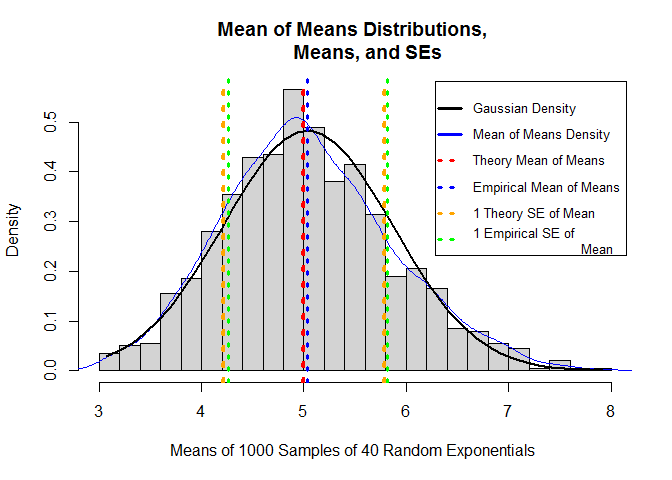 Mean of Means Distributions,
Means, and SEs
Gaussian Density
Mean of Means Density
Theory Mean of Means
Empirical Mean of Means
1 Theory SE of Mean
1 Empirical SE of
Mean
Density
0.5
0.4
0.3
0.2
0.1
0.0
3 4 5 6 7 8
Means of 1000 Samples of 40 Random Exponentials